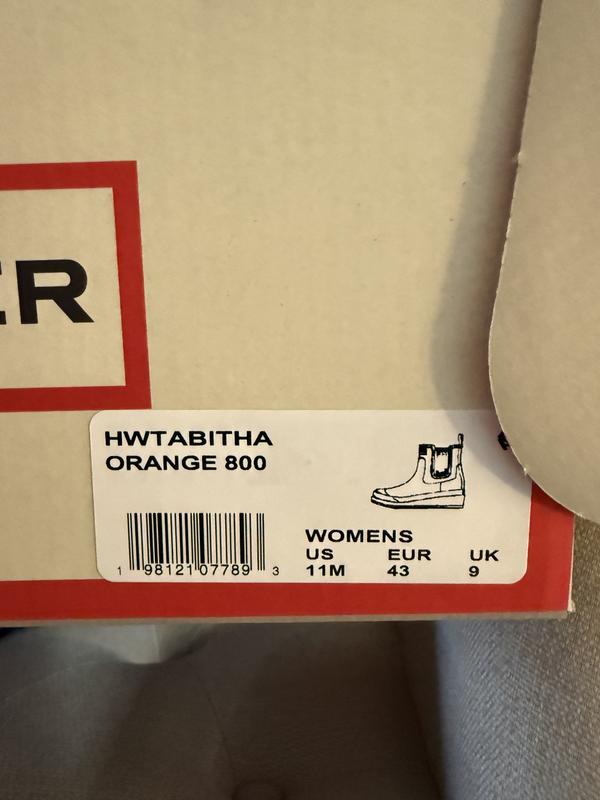 ER
HWTABITHA
ORANGE 800
WOMENS
US EUR UK
11M 43 9
1 98121 07789 3